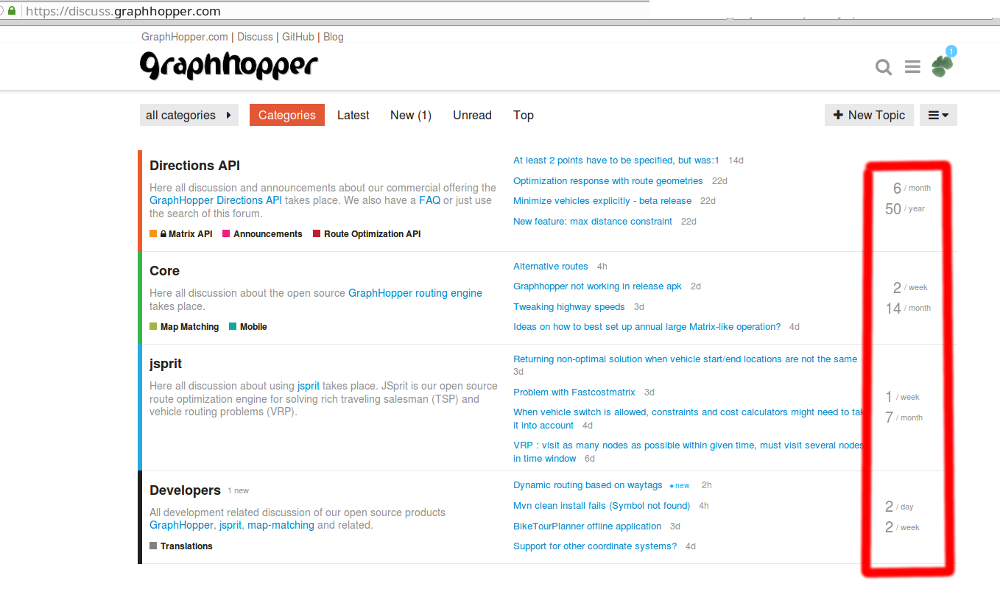 https://discuss.graphhopper.com
GraphHopper.com | Discuss | GitHub | Blog
graphhopper
1
all categories
Categories
Latest
New (1)
Unread
Top
+ New Topic
Directions API
Here all discussion and announcements about our commercial offering the
GraphHopper Directions API takes place. We also have a FAQ or just use
the search of this forum.
Matrix API Announcements Route Optimization API
At least 2 points have to be specified, but was:1 14d
Optimization response with route geometries 22d
Minimize vehicles explicitly - beta release 22d
New feature: max distance constraint 22d
6 / month
50 / year
Core
Here all discussion about the open source GraphHopper routing engine
takes place.
Map Matching Mobile
Alternative routes 4h
Graphhopper not working in release apk 2d
Tweaking highway speeds 3d
Ideas on how to best set up annual large Matrix-like operation? 4d
2 / week
14 / month
jsprit
Here all discussion about using jsprit takes place. JSprit is our open source
route optimization engine for solving rich traveling salesman (TSP) and
vehicle routing problems (VRP).
Returning non-optimal solution when vehicle start/end locations are not the same
3d
Problem with Fastcostmatrix 3d
When vehicle switch is allowed, constraints and cost calculators might need to tak
it into account 4d
VRP : visit as many nodes as possible within given time, must visit several nodes
in time window 6d
1 / week
7 / month
Developers 1 new
All development related discussion of our open source products
GraphHopper, jsprit, map-matching and related.
Translations
Dynamic routing based on waytags • new 2h
Mvn clean install fails (Symbol not found) 4h
BikeTourPlanner offline application 3d
Support for other coordinate systems? 4d
2 / day
2 / week